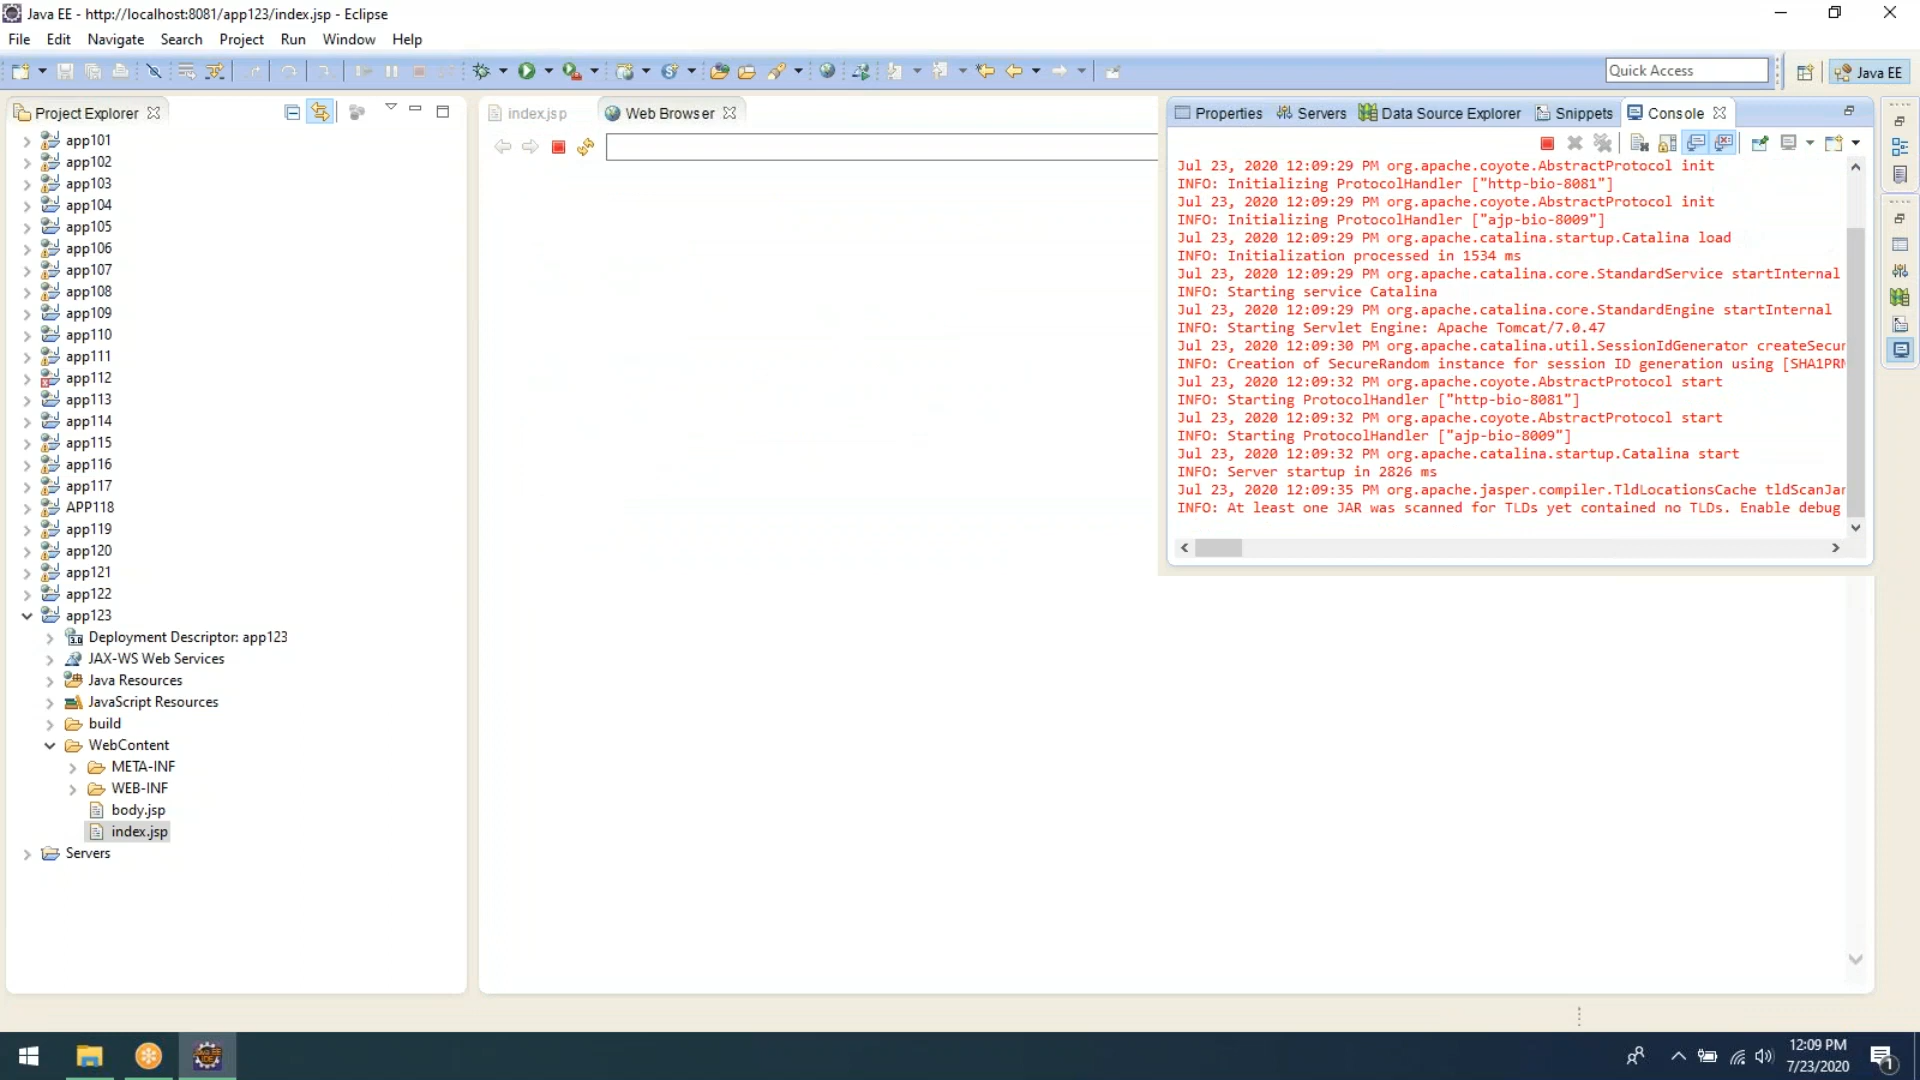 Java EE - http://localhost:8081/app123/index.jsp - Eclipse
File Edit Navigate Search Project Run Window Help
Quick Access
Java EE
Project Explorer
app101
app102
app103
app104
app105
app106
app107
app108
app109
app110
app111
app112
app113
app114
app115
app116
app117
APP118
app119
app120
app121
app122
app123
Deployment Descriptor: app123
JAX-WS Web Services
Java Resources
JavaScript Resources
build
WebContent
META-INF
WEB-INF
body.jsp
index.jsp
Servers
index.jsp Web Browser
Properties Servers Data Source Explorer Snippets Console
Jul 23, 2020 12:09:29 PM org.apache.coyote.AbstractProtocol init
INFO: Initializing ProtocolHandler ["http-bio-8081"]
Jul 23, 2020 12:09:29 PM org.apache.coyote.AbstractProtocol init
INFO: Initializing ProtocolHandler ["ajp-bio-8009"]
Jul 23, 2020 12:09:29 PM org.apache.catalina.startup.Catalina load
INFO: Initialization processed in 1534 ms
Jul 23, 2020 12:09:29 PM org.apache.catalina.core.StandardService startInternal
INFO: Starting service Catalina
Jul 23, 2020 12:09:29 PM org.apache.catalina.core.StandardEngine startInternal
INFO: Starting Servlet Engine: Apache Tomcat/7.0.47
Jul 23, 2020 12:09:30 PM org.apache.catalina.util.SessionIdGenerator createSecur
INFO: Creation of SecureRandom instance for session ID generation using [SHA1PRN
Jul 23, 2020 12:09:32 PM org.apache.coyote.AbstractProtocol start
INFO: Starting ProtocolHandler ["http-bio-8081"]
Jul 23, 2020 12:09:32 PM org.apache.coyote.AbstractProtocol start
INFO: Starting ProtocolHandler ["ajp-bio-8009"]
Jul 23, 2020 12:09:32 PM org.apache.catalina.startup.Catalina start
INFO: Server startup in 2826 ms
Jul 23, 2020 12:09:35 PM org.apache.jasper.compiler.TldLocationsCache tldScanJar
INFO: At least one JAR was scanned for TLDs yet contained no TLDs. Enable debug
12:09 PM
7/23/2020
1